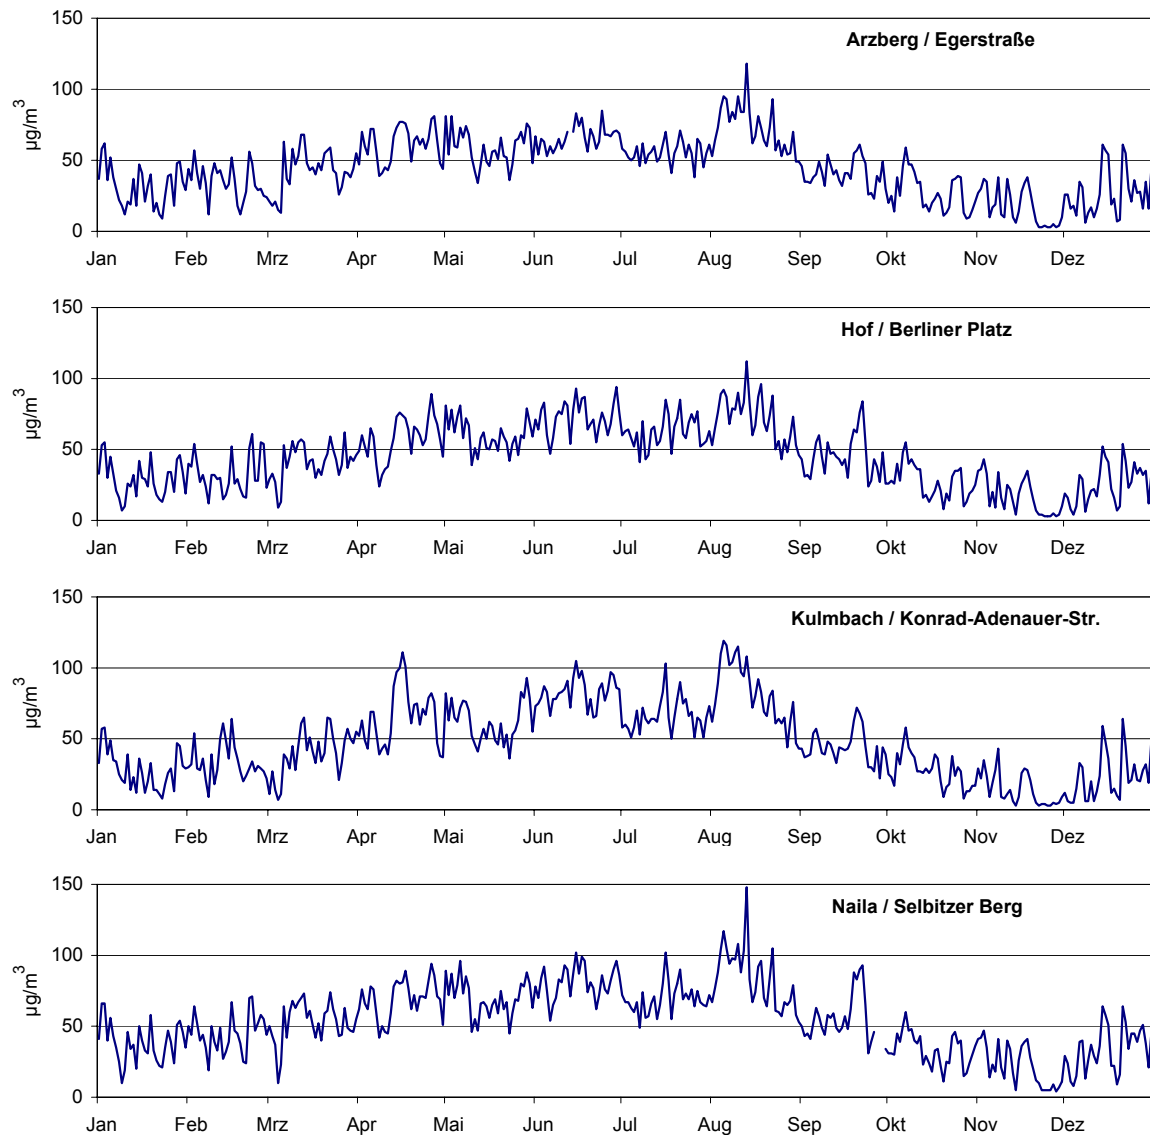 150
Arzberg / Egerstraße
100
µg/m³
50
0
Jan Feb Mrz Apr Mai Jun Jul Aug Sep Okt Nov Dez
150
Hof / Berliner Platz
100
µg/m³
50
0
Jan Feb Mrz Apr Mai Jun Jul Aug Sep Okt Nov Dez
150
Kulmbach / Konrad-Adenauer-Str.
100
µg/m³
50
0
Jan Feb Mrz Apr Mai Jun Jul Aug Sep Okt Nov Dez
150
Naila / Selbitzer Berg
100
µg/m³
50
0
Jan Feb Mrz Apr Mai Jun Jul Aug Sep Okt Nov Dez